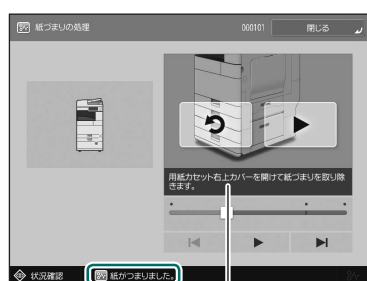 紙づまりの処理
000101
閉じる
用紙カセット右上カバーを開けて紙づまりを取り除
きます。
状況確認
紙がつまりました。